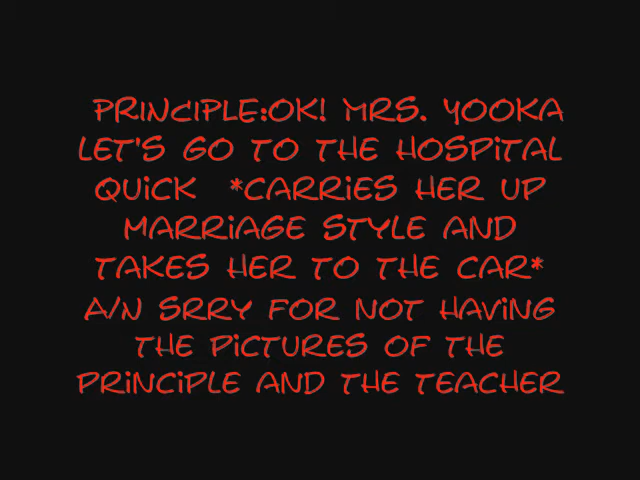 PRINCIPLE:OK! MRS. YOOKA
LET'S GO TO THE HOSPITAL
QUICK *CARRIES HER UP
MARRIAGE STYLE AND
TAKES HER TO THE CAR*
A/N SRRY FOR NOT HAVING
THE PICTURES OF THE
PRINCIPLE AND THE TEACHER